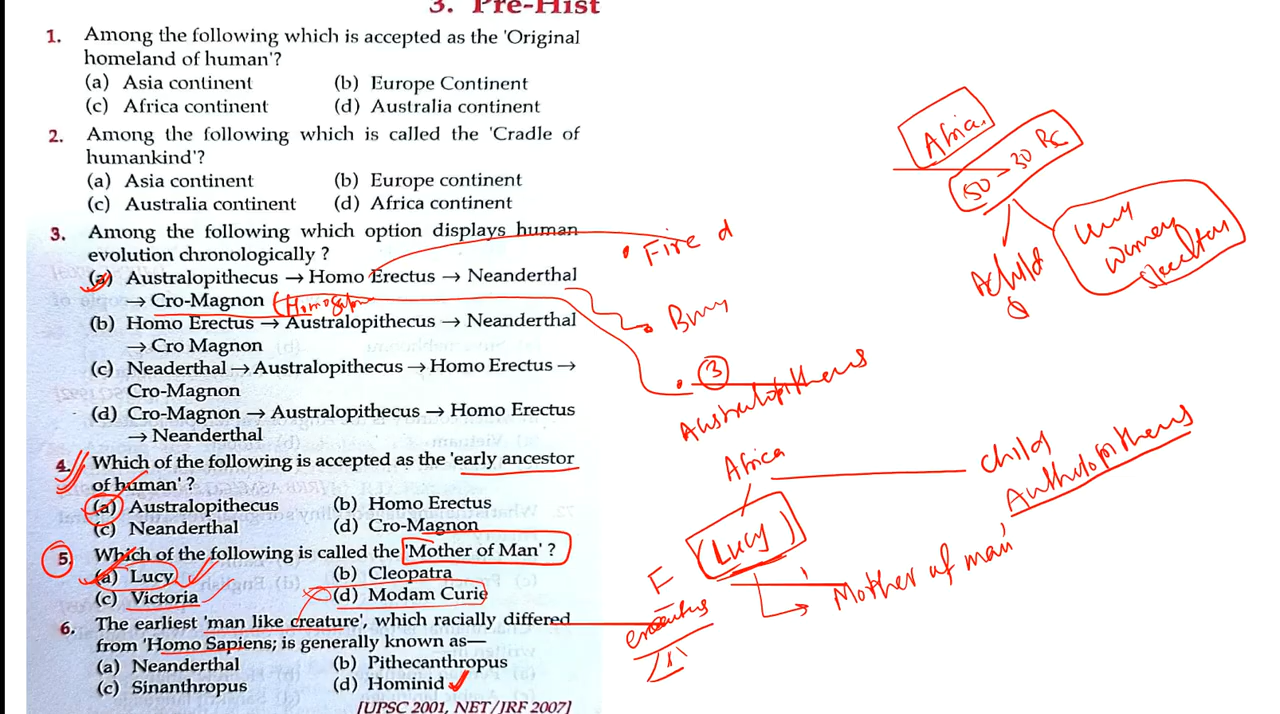 3. Pre-Hist
1. Among the following which is accepted as the 'Original
homeland of human'?
(a) Asia continent (b) Europe Continent
(c) Africa continent (d) Australia continent
2. Among the following which is called the 'Cradle of
humankind'?
(a) Asia continent (b) Europe continent
(c) Australia continent (d) Africa continent
3. Among the following which option displays human
evolution chronologically ?
(a) Australopithecus → Homo Erectus → Neanderthal
→ Cro-Magnon
(b) Homo Erectus → Australopithecus → Neanderthal
→ Cro Magnon
(c) Neaderthal → Australopithecus → Homo Erectus →
Cro-Magnon
(d) Cro-Magnon → Australopithecus → Homo Erectus
→ Neanderthal
4. Which of the following is accepted as the 'early ancestor
of human' ?
(a) Australopithecus (b) Homo Erectus
(c) Neanderthal (d) Cro-Magnon
5. Which of the following is called the 'Mother of Man' ?
(a) Lucy (b) Cleopatra
(c) Victoria (d) Modam Curie
6. The earliest 'man like creature', which racially differed
from 'Homo Sapiens; is generally known as—
(a) Neanderthal (b) Pithecanthropus
(c) Sinanthropus (d) Hominid
[UPSC 2001, NET/JRF 2007]
Fire d
3
Africa
50-30
Africa
child
(Lucy)
Mother of man